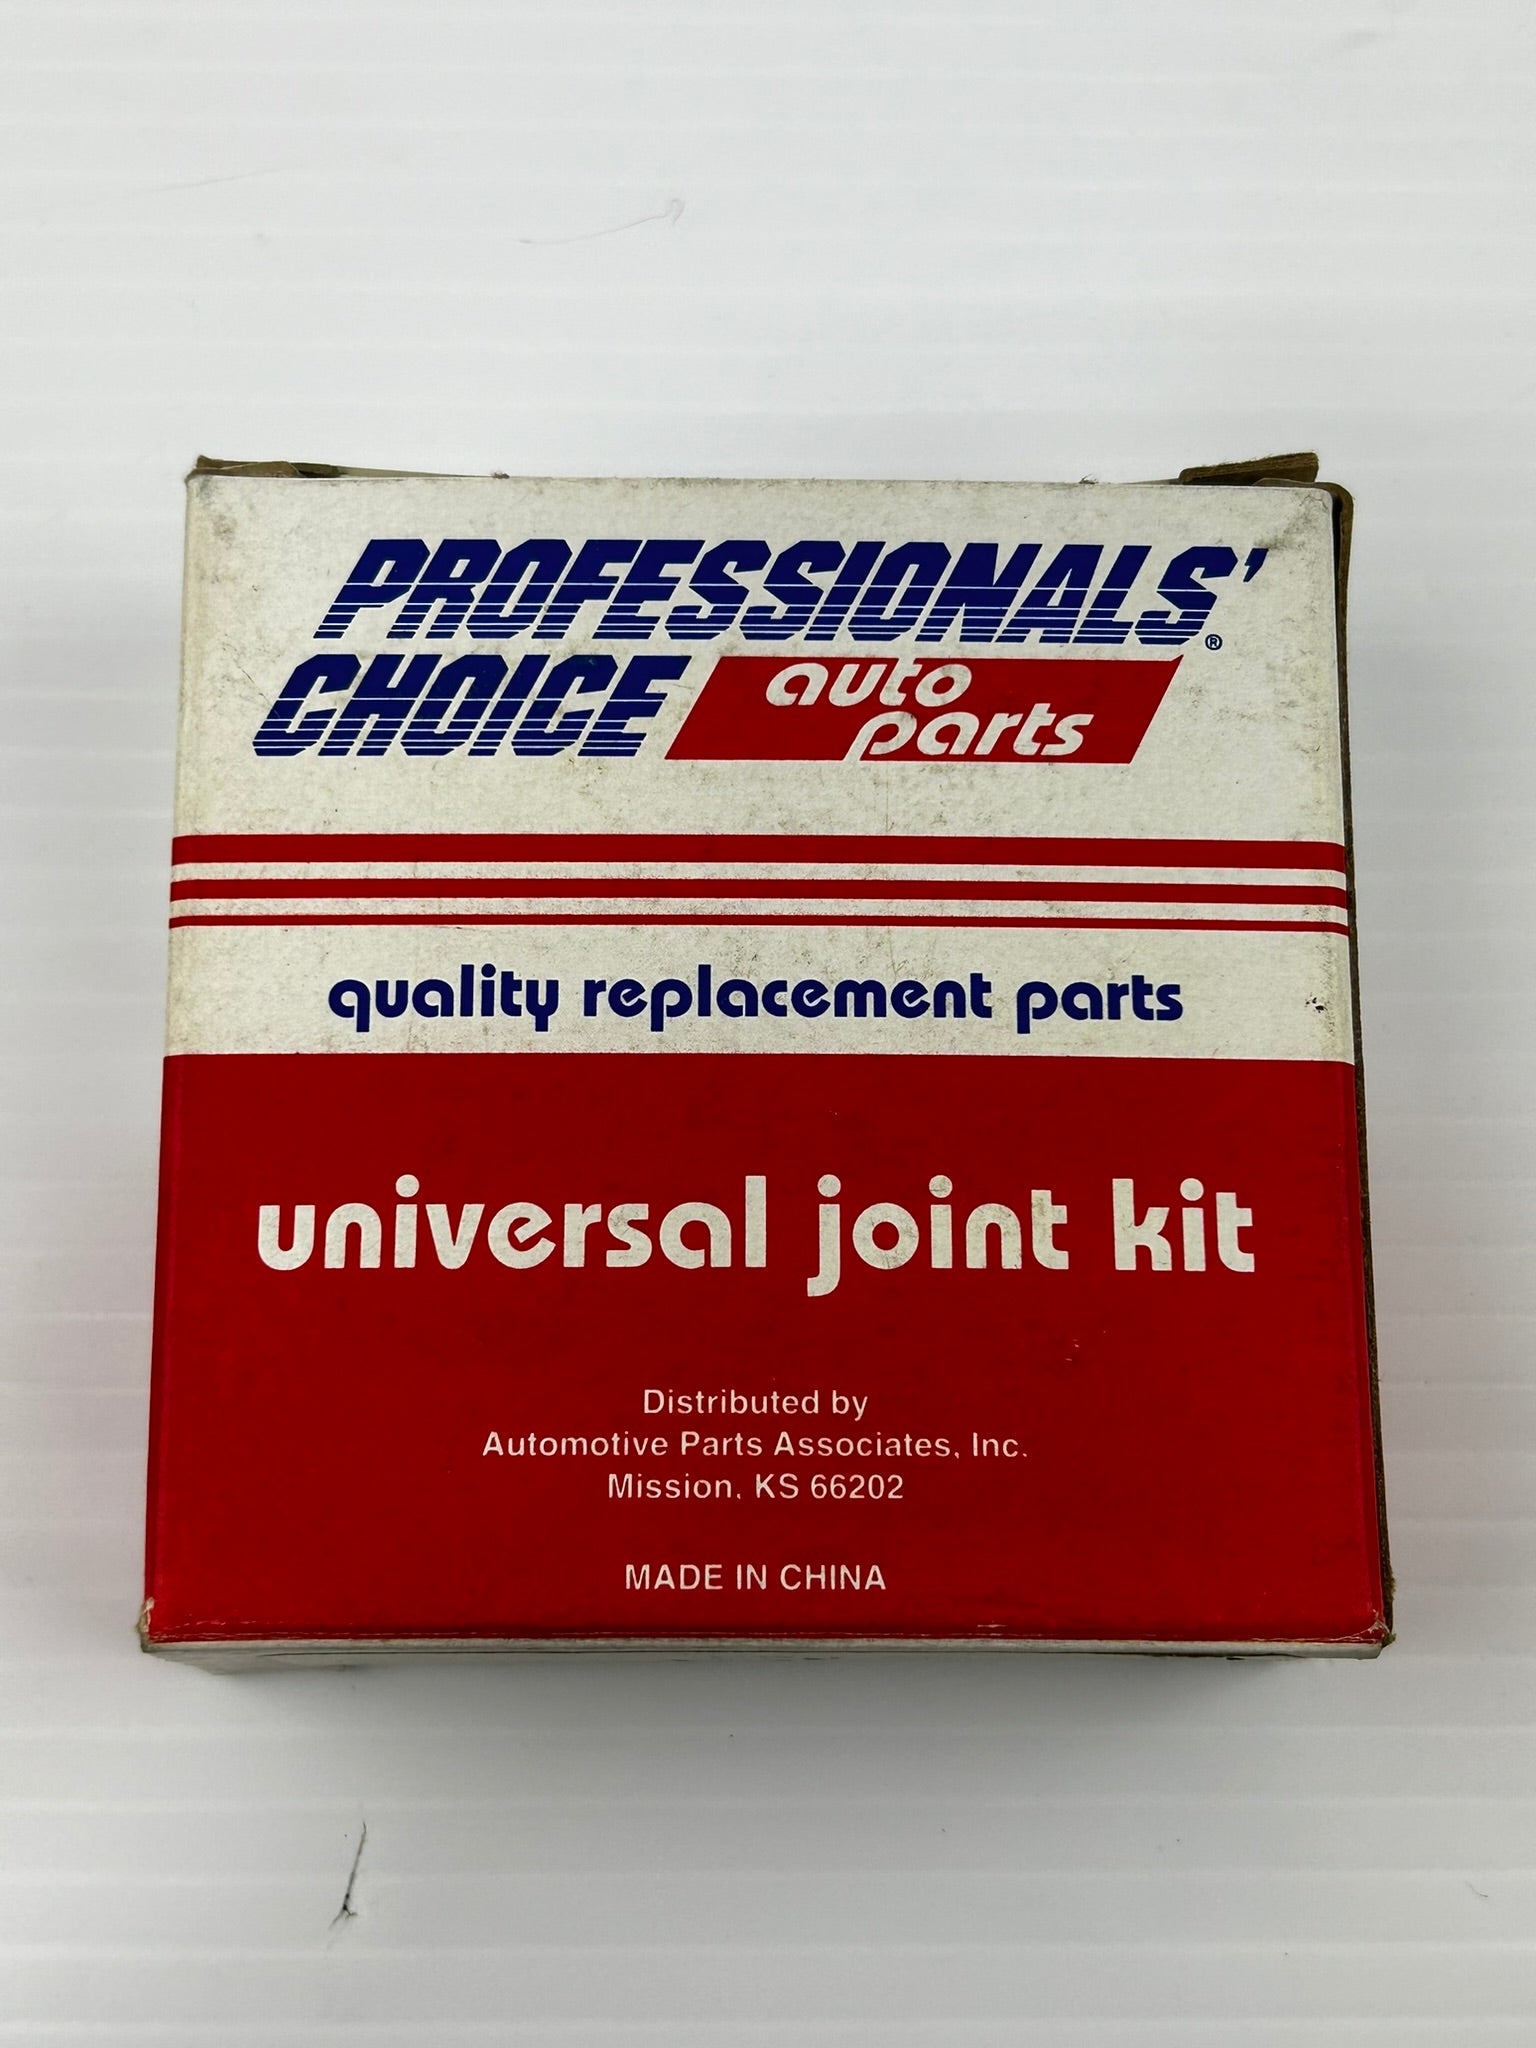 PROFESSIONALS'®
CHOICE auto parts
quality replacement parts
universal joint kit
Distributed by
Automotive Parts Associates, Inc.
Mission, KS 66202
MADE IN CHINA